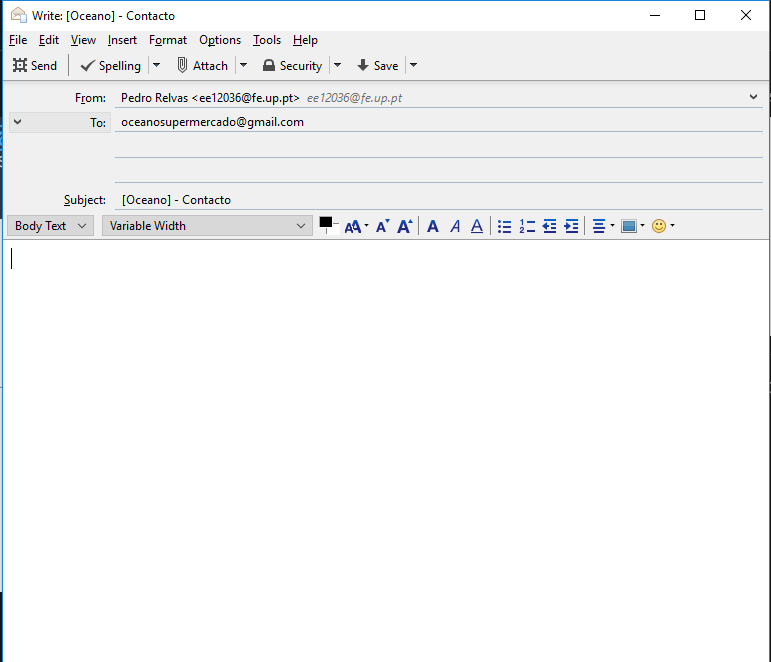 Write: [Oceano] - Contacto
File Edit View Insert Format Options Tools Help
Send Spelling Attach Security Save
From: Pedro Relvas <ee12036@fe.up.pt> ee12036@fe.up.pt
To: oceanosupermercado@gmail.com
Subject: [Oceano] - Contacto
Body Text Variable Width